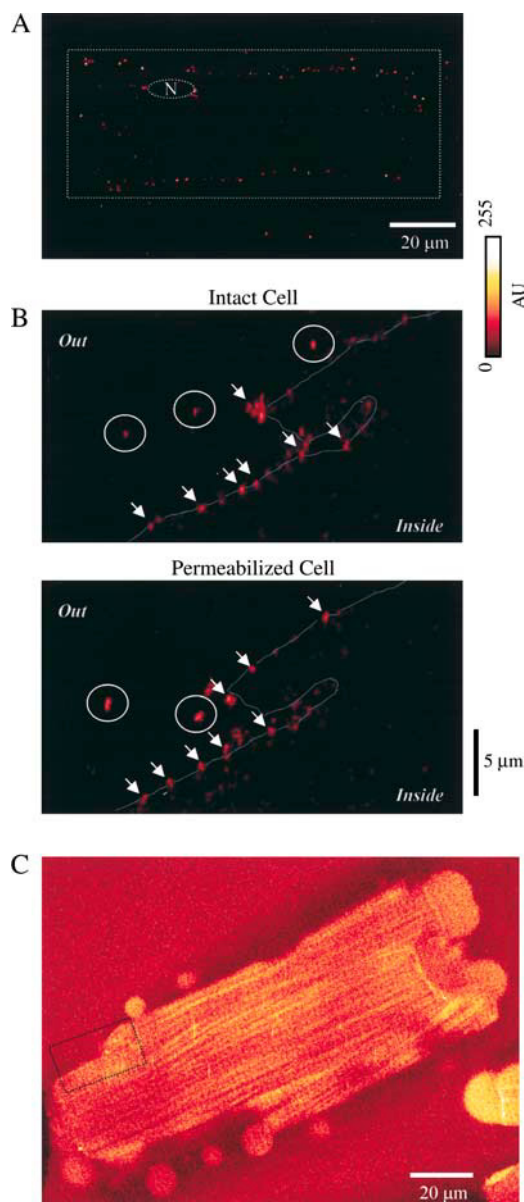 A
N
20 μm
255
AU
0
Intact Cell
B
Out
Inside
Permeabilized Cell
Out
Inside
5 μm
C
20 μm